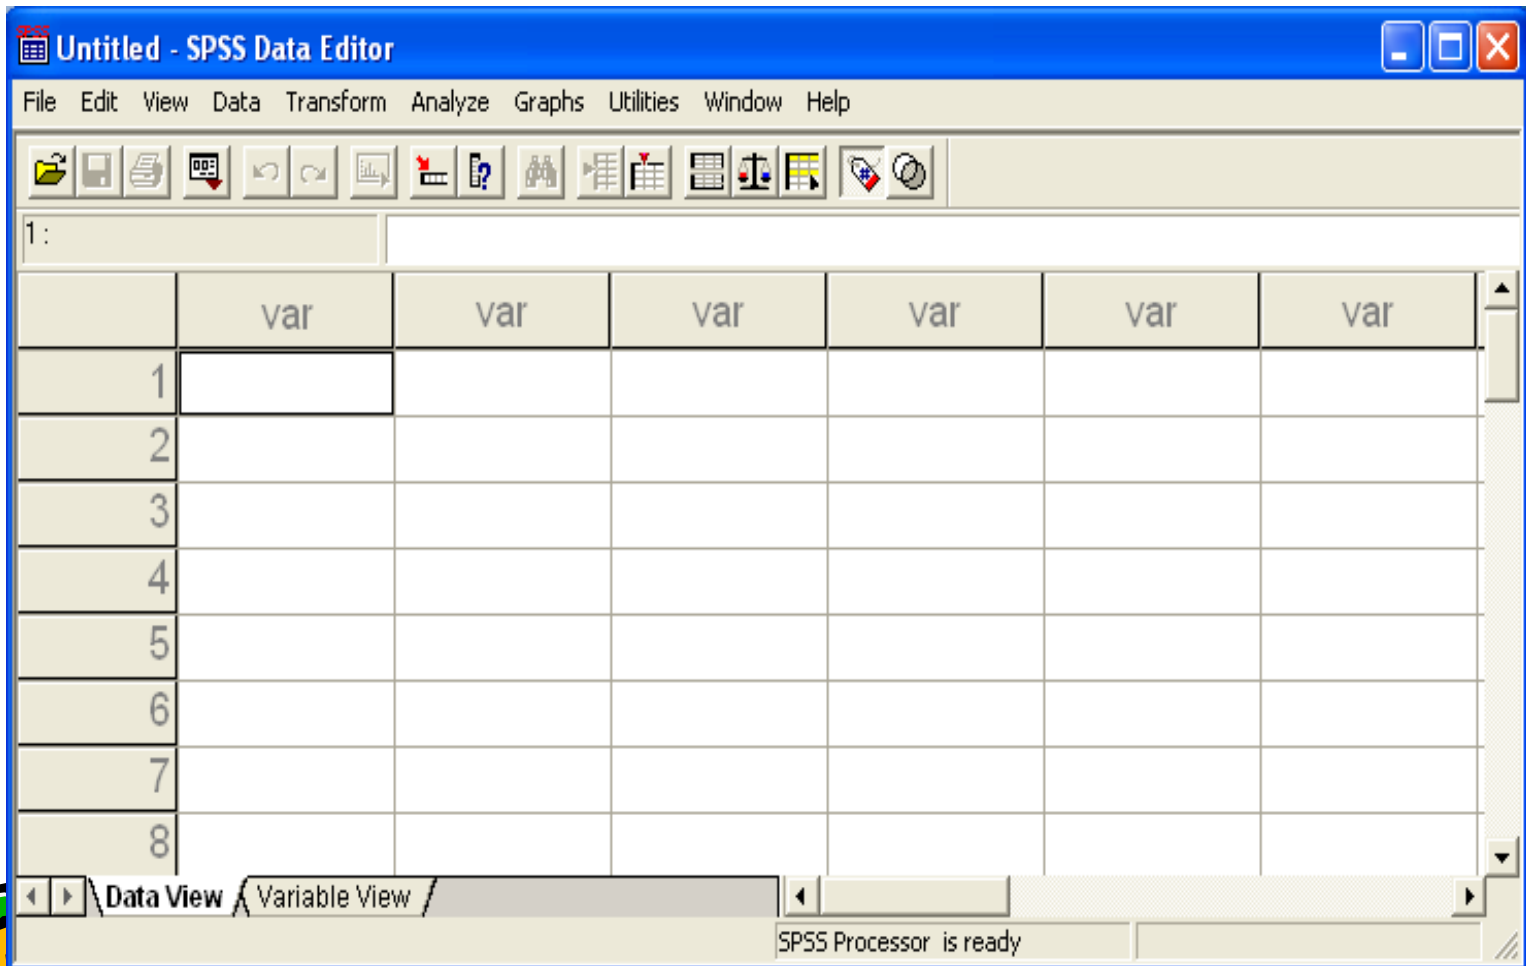 SPSS
Untitled - SPSS Data Editor
File Edit View Data Transform Analyze Graphs Utilities Window Help
1 :
var var var var var var
1
2
3
4
5
6
7
8
Data View Variable View
SPSS Processor is ready